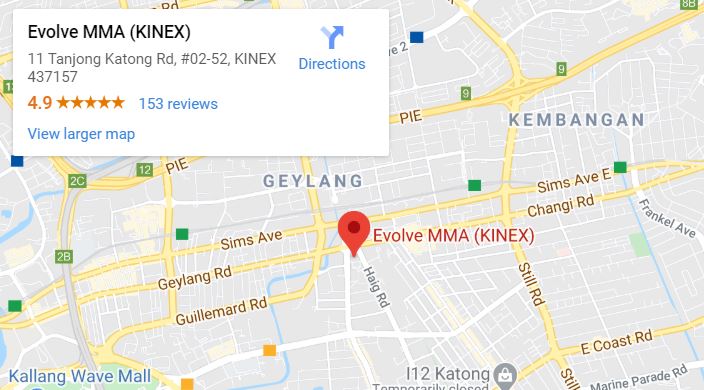 Evolve MMA (KINEX)
11 Tanjong Katong Rd, #02-52, KINEX
437157
4.9
153 reviews
View larger map
Directions
8B
ve 2
9
9
PIE
KEMBANGAN
PIE
12
2C
GEYLANG
Sims Ave E
Changi Rd
Frankel Ave
Evolve MMA (KINEX)
Sims Ave
2B
Geylang Rd
Haig Rd
Still Rd
Guillemard Rd
E Coast Rd
Kallang Wave Mall
I12 Katong
Temporarily closed
Marine Parade Rd